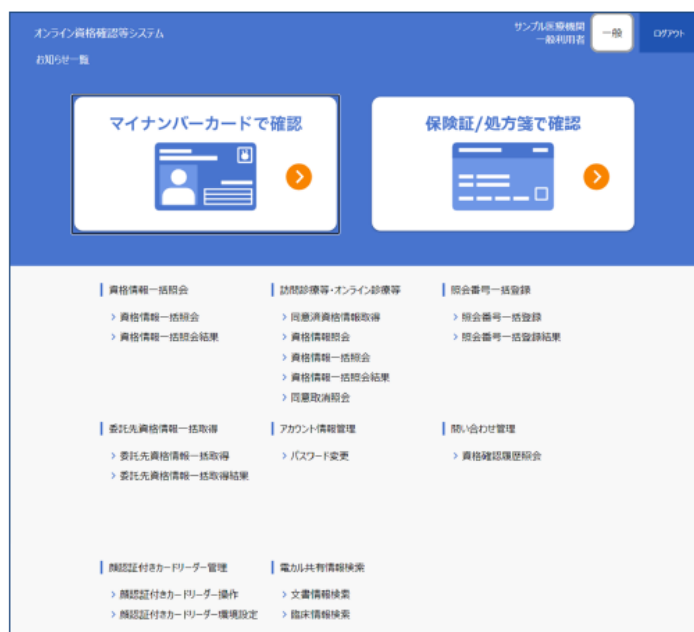 オンライン資格確認等システム
サンプル医療機関
一般利用者
一般
ログアウト
お知らせ一覧
マイナンバーカードで確認
保険証/処方箋で確認
資格情報一括照会
資格情報一括照会
資格情報一括照会結果
訪問診療等・オンライン診療等
同意済資格情報取得
資格情報照会
資格情報一括照会
資格情報一括照会結果
同意取消照会
照会番号一括登録
照会番号一括登録
照会番号一括登録結果
委託先資格情報一括取得
委託先資格情報一括取得
委託先資格情報一括取得結果
アカウント情報管理
パスワード変更
問い合わせ管理
資格確認履歴照会
顔認証付きカードリーダー管理
顔認証付きカードリーダー操作
顔認証付きカードリーダー環境設定
電カル共有情報検索
文書情報検索
臨床情報検索